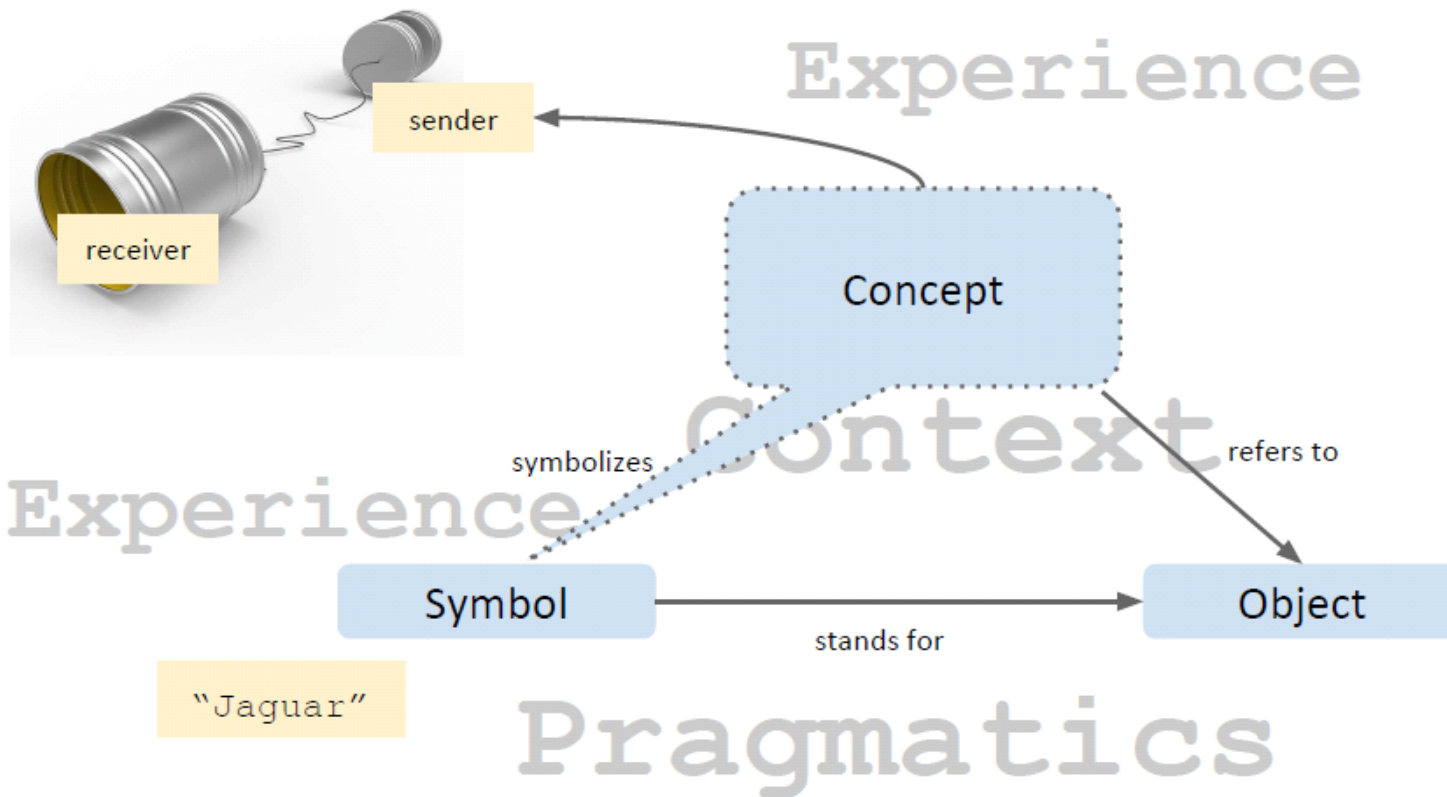 Experience
sender
receiver
Concept
Context
symbolizes
refers to
Experience
Symbol
Object
stands for
“Jaguar”
Pragmatics